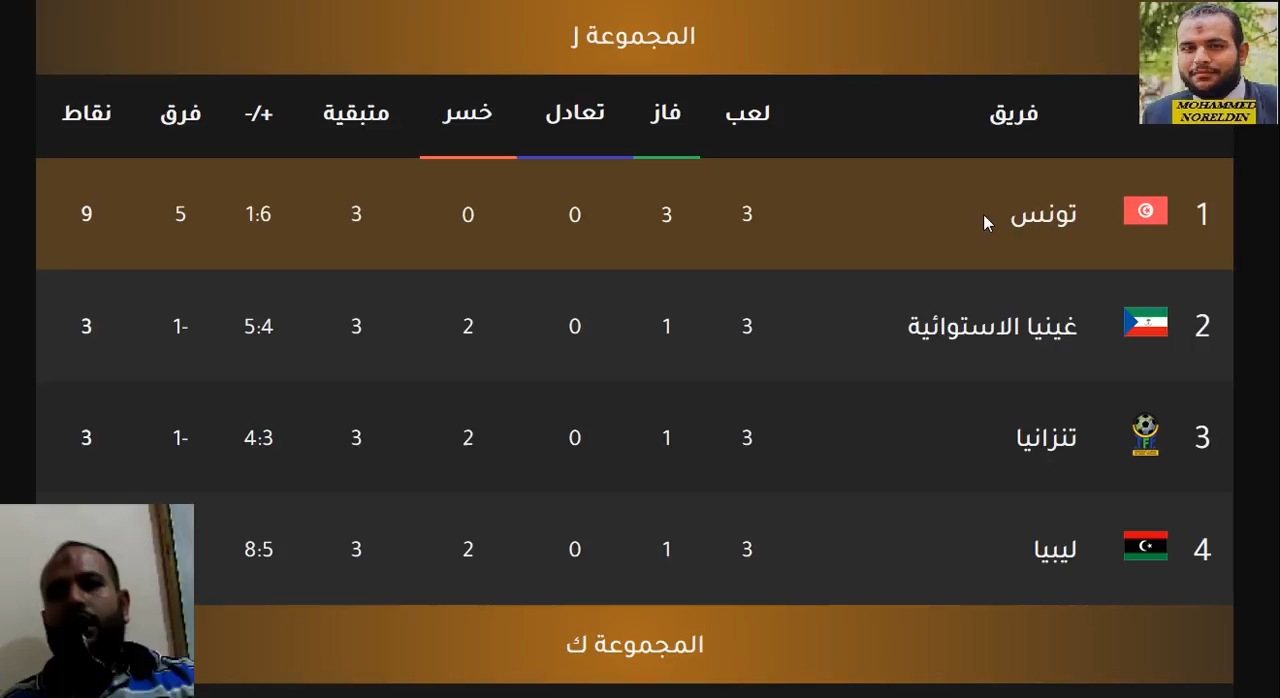 المجموعة J
MOHAMMED
NORELDIN
فريق لعب فاز تعادل خسر متبقية +/- فرق نقاط
1 تونس 3 3 0 0 3 1:6 5 9
2 غينيا الاستوائية 3 1 0 2 3 5:4 1- 3
3 تنزانيا 3 1 0 2 3 4:3 1- 3
4 ليبيا 3 1 0 2 3 8:5
المجموعة ك